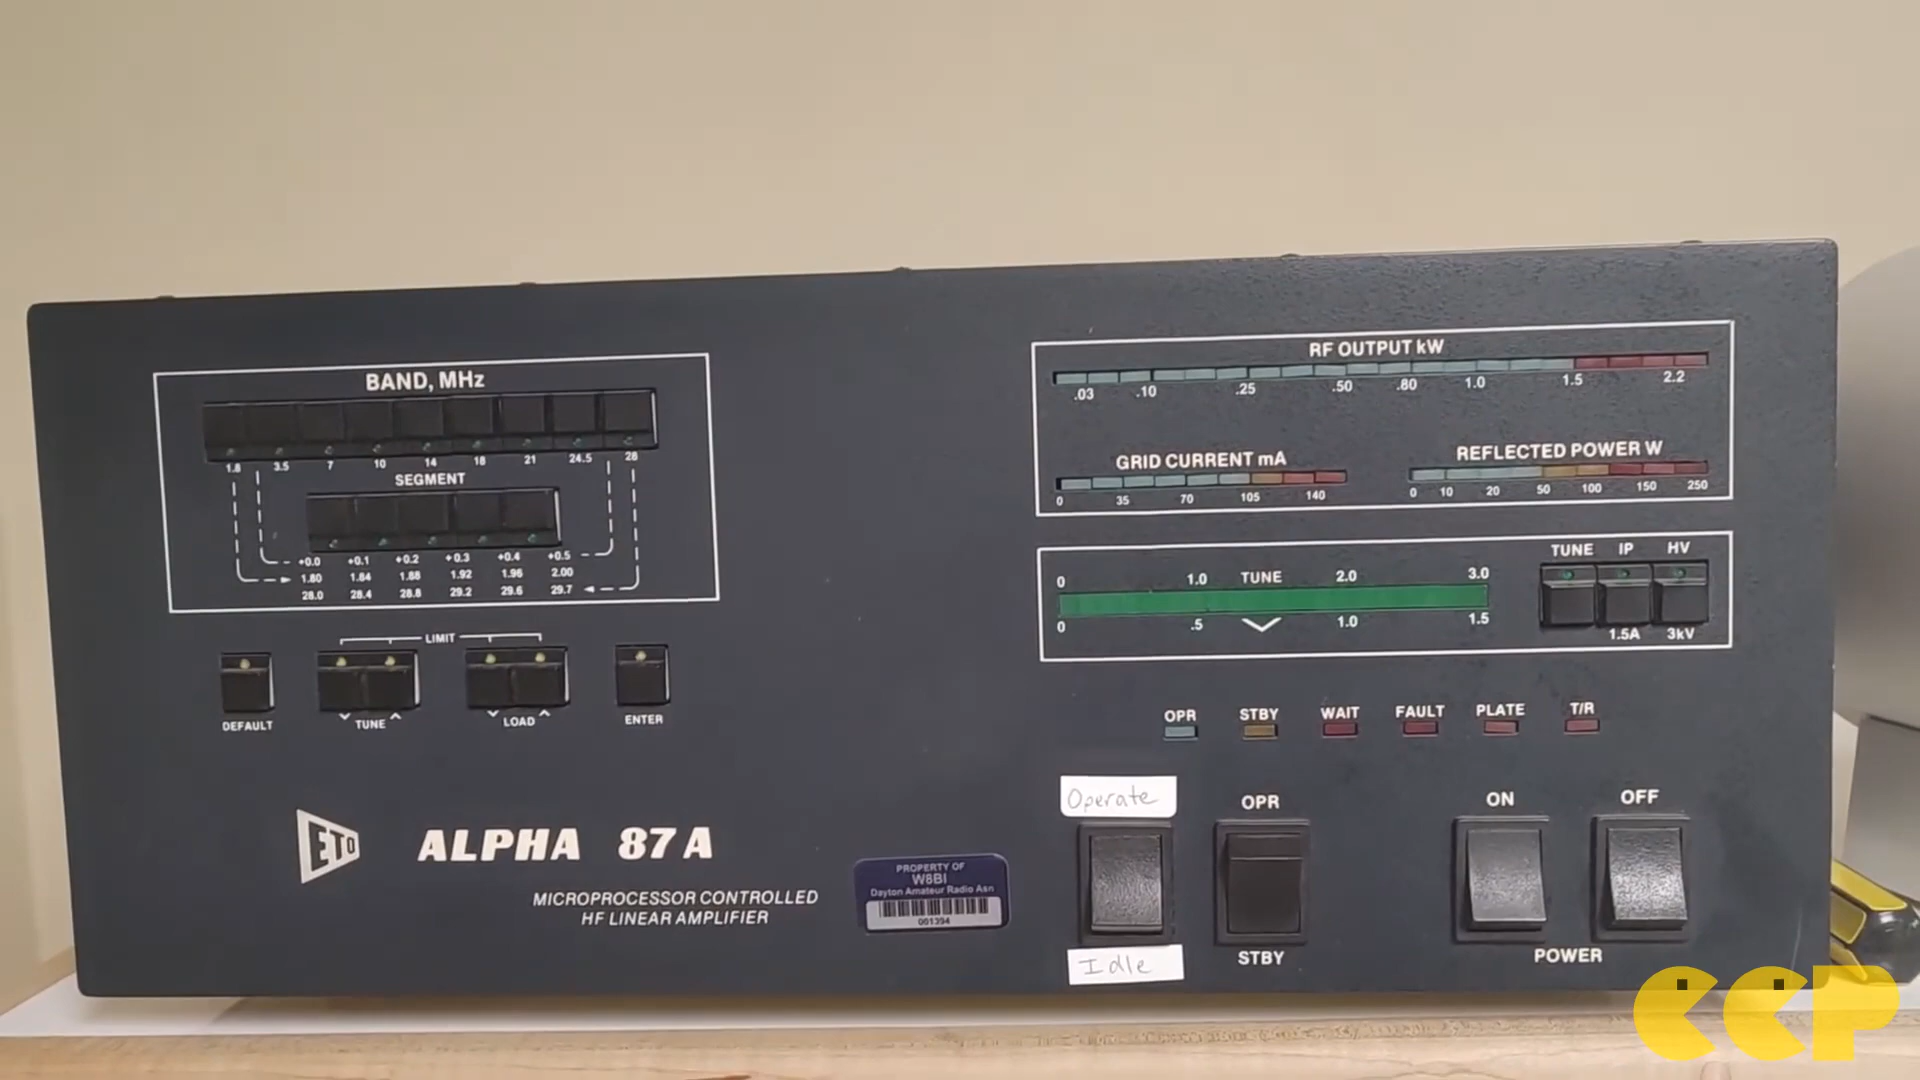 BAND, MHz
1.8 3.5 7 10 14 18 21 24.5 28
SEGMENT
+0.0 +0.1 +0.2 +0.3 +0.4 +0.5
1.80 1.84 1.88 1.92 1.96 2.00
28.0 28.4 28.8 29.2 29.6 29.7
LIMIT
DEFAULT
TUNE
LOAD
ENTER
ETO
ALPHA 87A
MICROPROCESSOR CONTROLLED
HF LINEAR AMPLIFIER
PROPERTY OF
W8BI
Dayton Amateur Radio Asn
001394
RF OUTPUT kW
.03 .10 .25 .50 .80 1.0 1.5 2.2
GRID CURRENT mA
0 35 70 105 140
REFLECTED POWER W
0 10 20 50 100 150 250
0 1.0 TUNE 2.0 3.0
0 .5 1.0 1.5
TUNE IP HV
1.5A 3kV
OPR STBY WAIT FAULT PLATE T/R
Operate
Idle
OPR
STBY
ON OFF
POWER
CCP